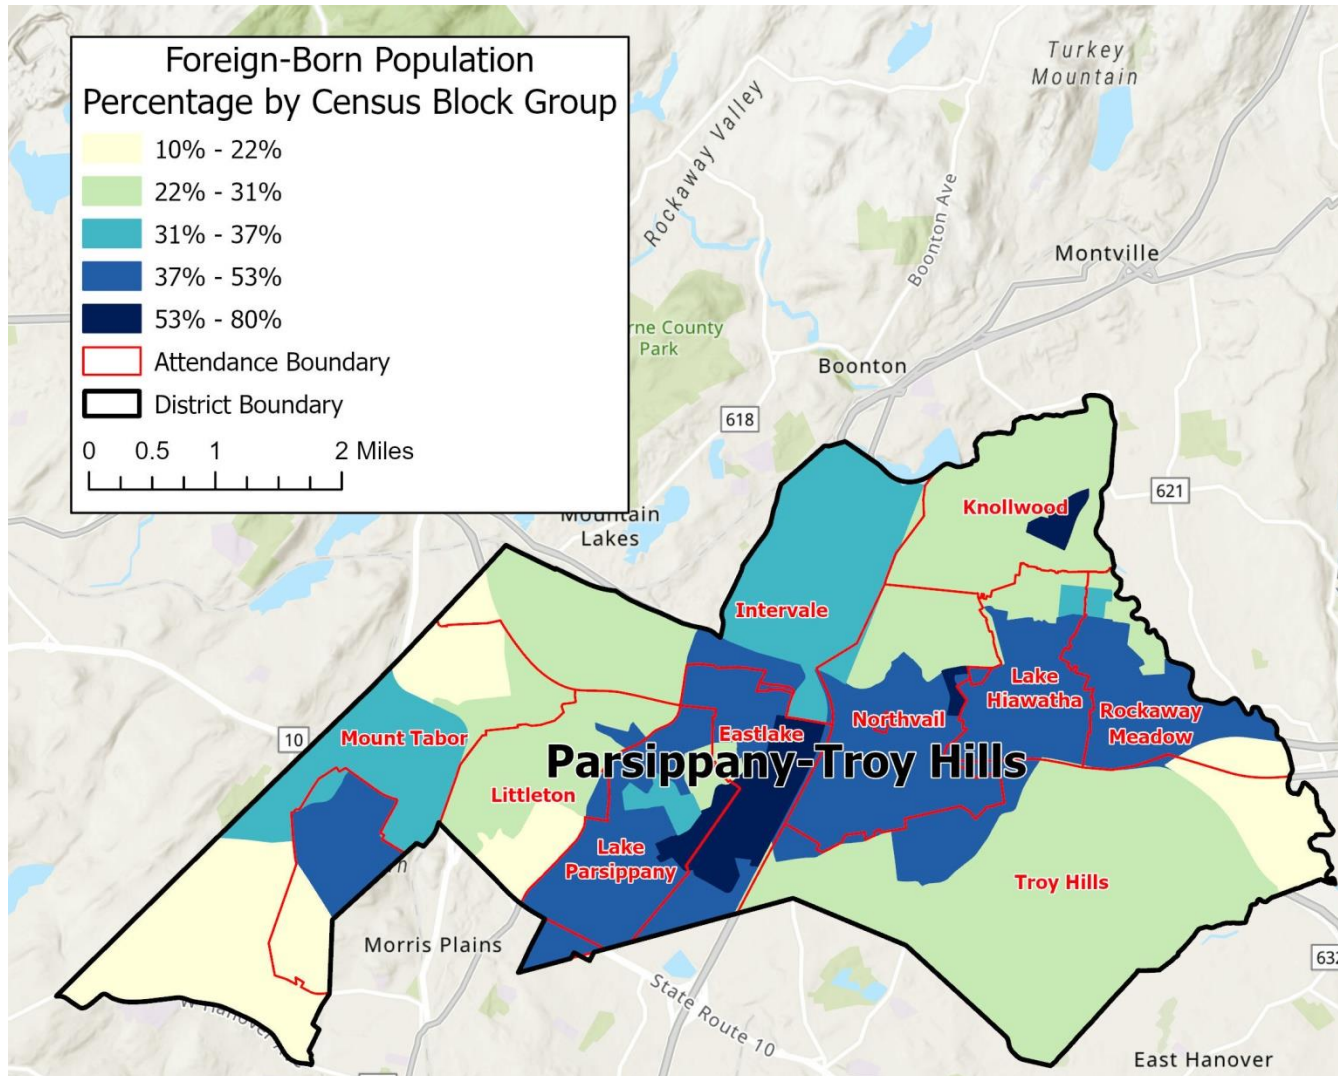 Foreign-Born Population
Percentage by Census Block Group
10% - 22%
22% - 31%
31% - 37%
37% - 53%
53% - 80%
Attendance Boundary
District Boundary
0 0.5 1 2 Miles
Turkey
Mountain
Rockaway Valley
Boonton Ave
Montville
rne County
Park
Boonton
618
621
Mountain
Lakes
Knollwood
Intervale
10
Mount Tabor
Lake
Hiawatha
Rockaway
Meadow
Northvail
Eastlake
Parsippany-Troy Hills
Littleton
Lake
Parsippany
Troy Hills
Morris Plains
State Route 10
632
W Hanover
East Hanover